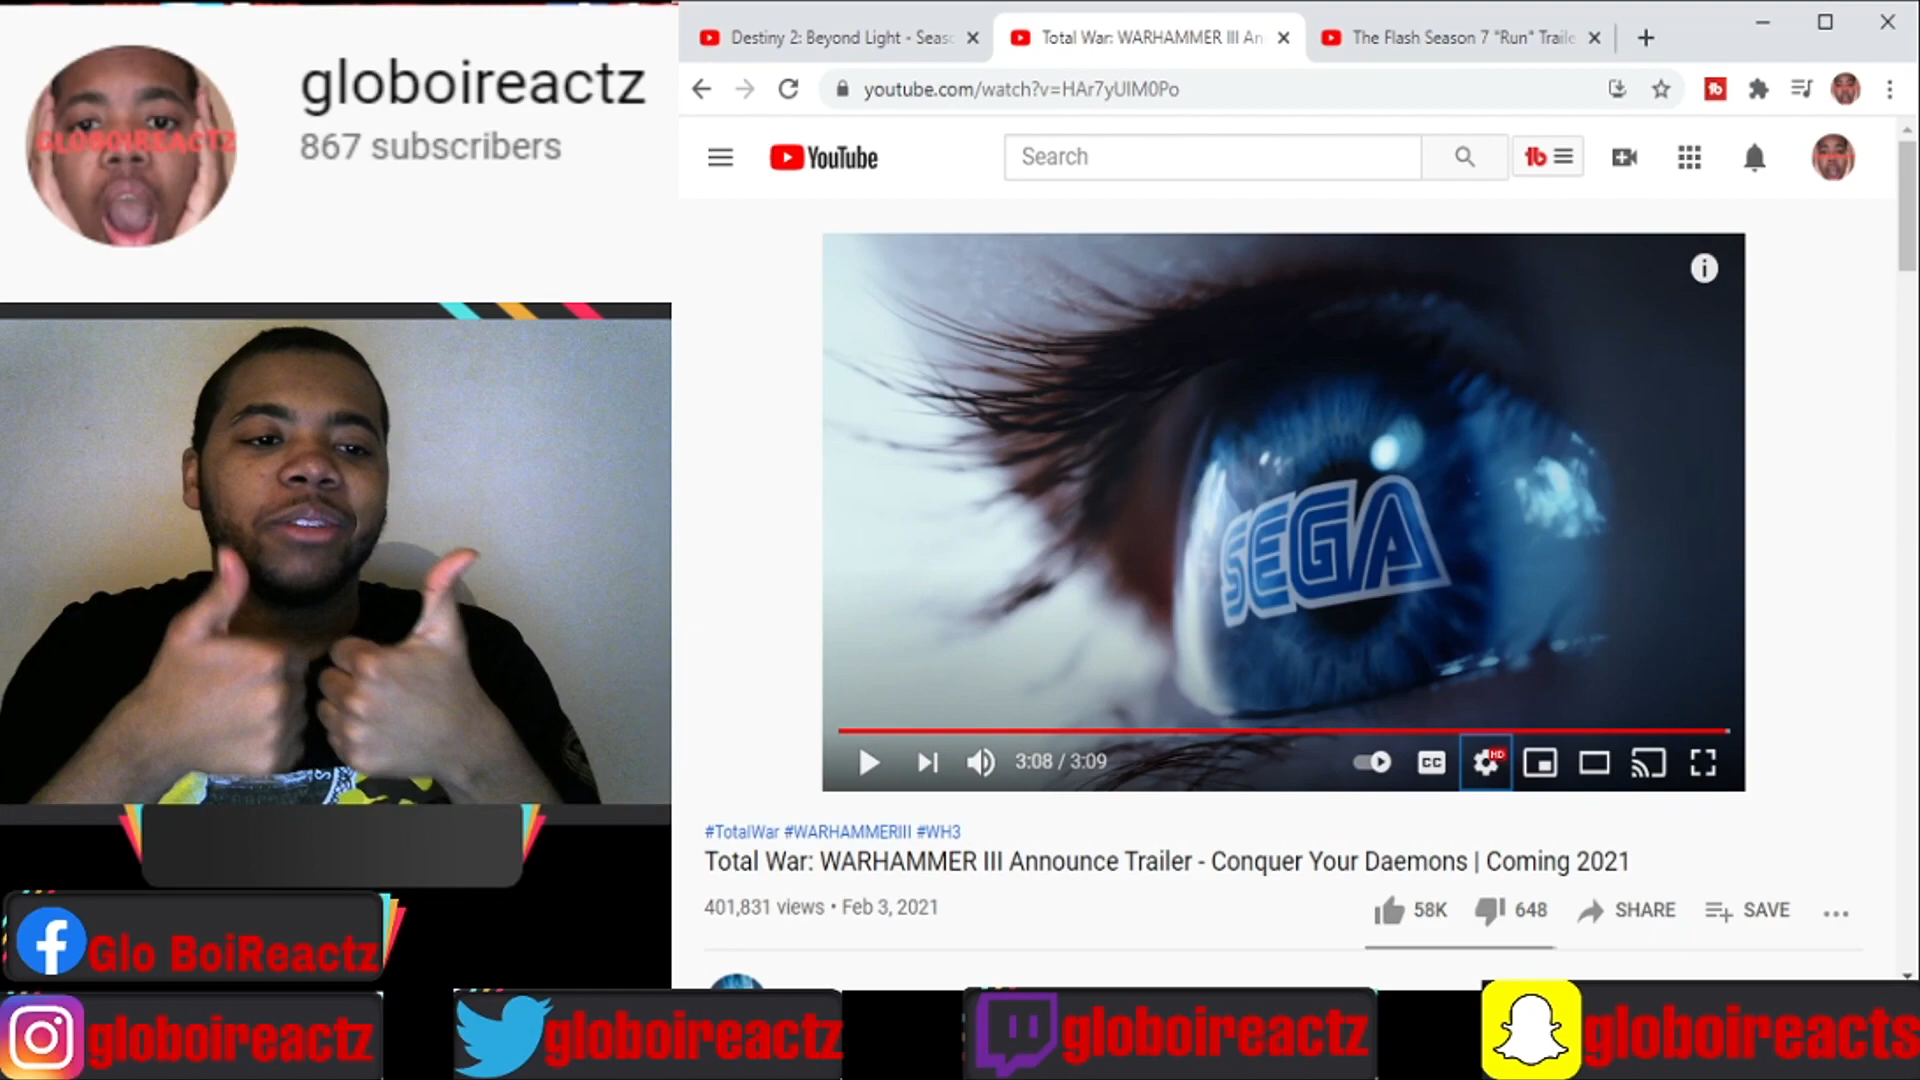 globoireactz
867 subscribers
GLOBOIREACTZ
Destiny 2: Beyond Light - Seas
Total War: WARHAMMER III An
The Flash Season 7 "Run" Traile
youtube.com/watch?v=HAr7yUIM0Po
YouTube
Search
SEGA
3:08 / 3:09
CC
HD
#TotalWar #WARHAMMERIII #WH3
Total War: WARHAMMER III Announce Trailer - Conquer Your Daemons | Coming 2021
401,831 views • Feb 3, 2021
58K
648
SHARE
SAVE
Glo BoiReactz
globoireactz
globoireactz
globoireactz
globoireacts